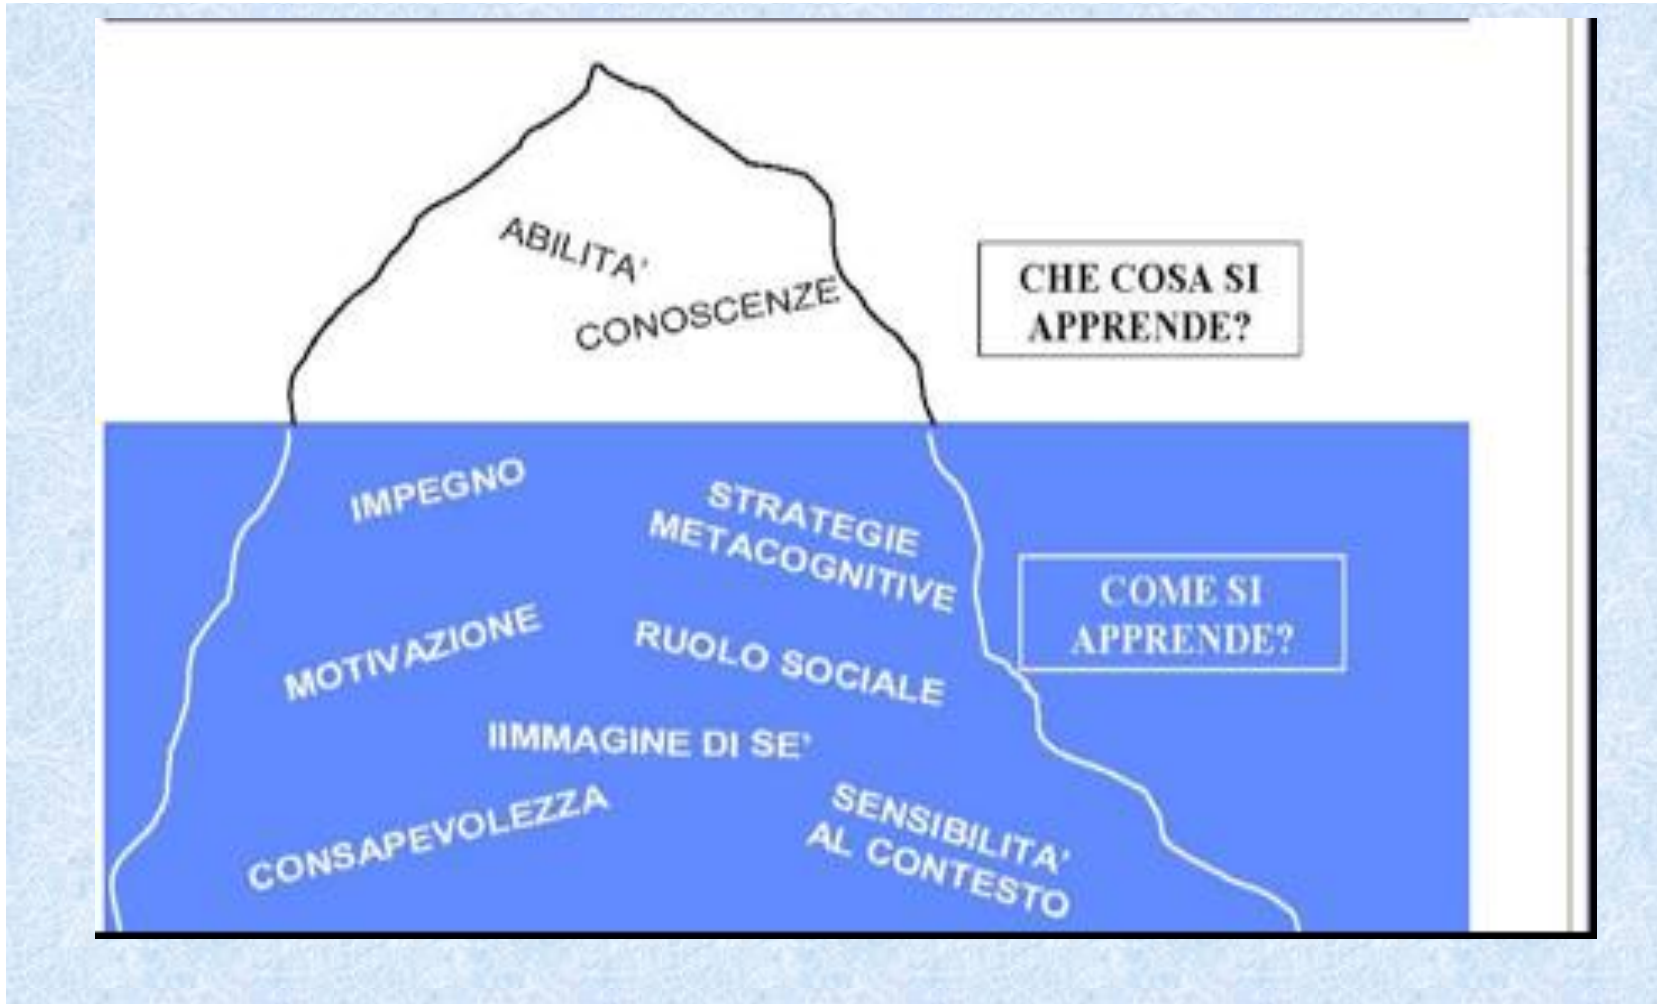 ABILITA'
CONOSCENZE
CHE COSA SI
APPRENDE?
IMPEGNO
STRATEGIE
METACOGNITIVE
COME SI
APPRENDE?
MOTIVAZIONE
RUOLO SOCIALE
IIMMAGINE DI SE'
CONSAPEVOLEZZA
SENSIBILITA'
AL CONTESTO